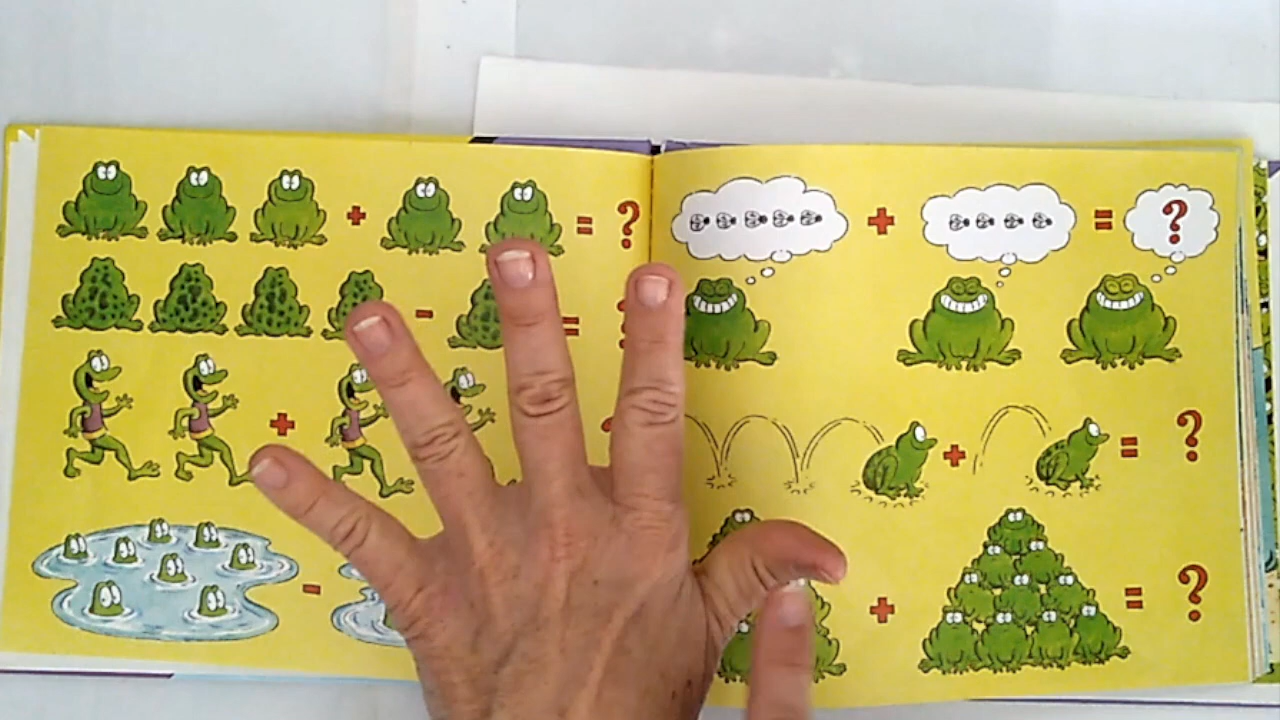 + = ?
- =
+
-
+ = ?
+ = ?
+ = ?